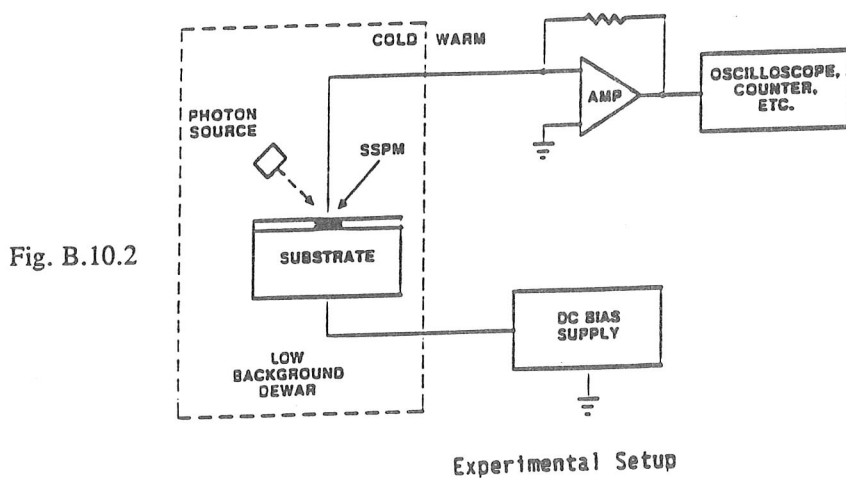 COLD WARM
PHOTON
SOURCE
SSPM
AMP
OSCILLOSCOPE,
COUNTER,
ETC.
Fig. B.10.2
SUBSTRATE
DC BIAS
SUPPLY
LOW
BACKGROUND
DEWAR
Experimental Setup